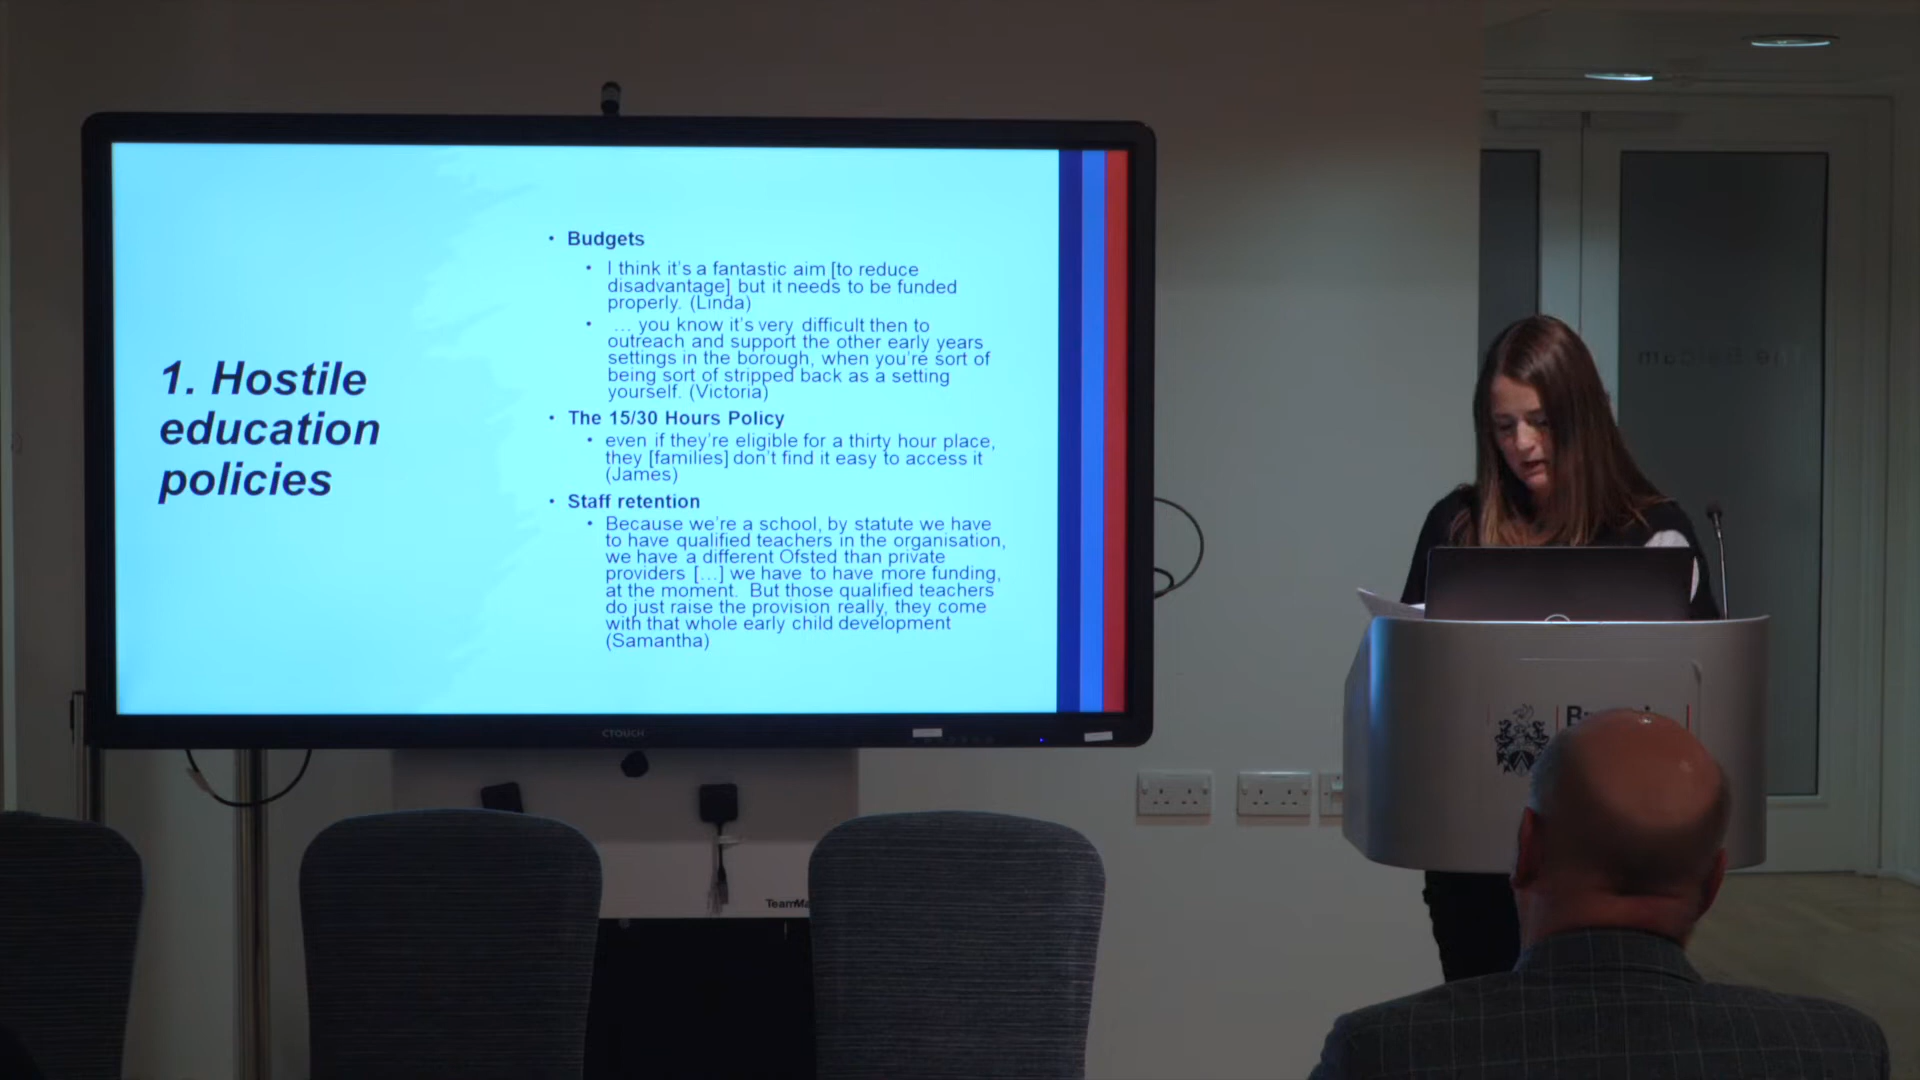 1. Hostile
education
policies
• Budgets
• I think it's a fantastic aim [to reduce
disadvantage] but it needs to be funded
properly. (Linda)
• … you know it's very difficult then to
outreach and support the other early years
settings in the borough, when you're sort of
being sort of stripped back as a setting
yourself. (Victoria)
• The 15/30 Hours Policy
• even if they're eligible for a thirty hour place,
they [families] don't find it easy to access it
(James)
• Staff retention
• Because we're a school, by statute we have
to have qualified teachers in the organisation,
we have a different Ofsted than private
providers […] we have to have more funding,
at the moment. But those qualified teachers
do just raise the provision really, they come
with that whole early child development
(Samantha)
CTOUCH
TeamMa